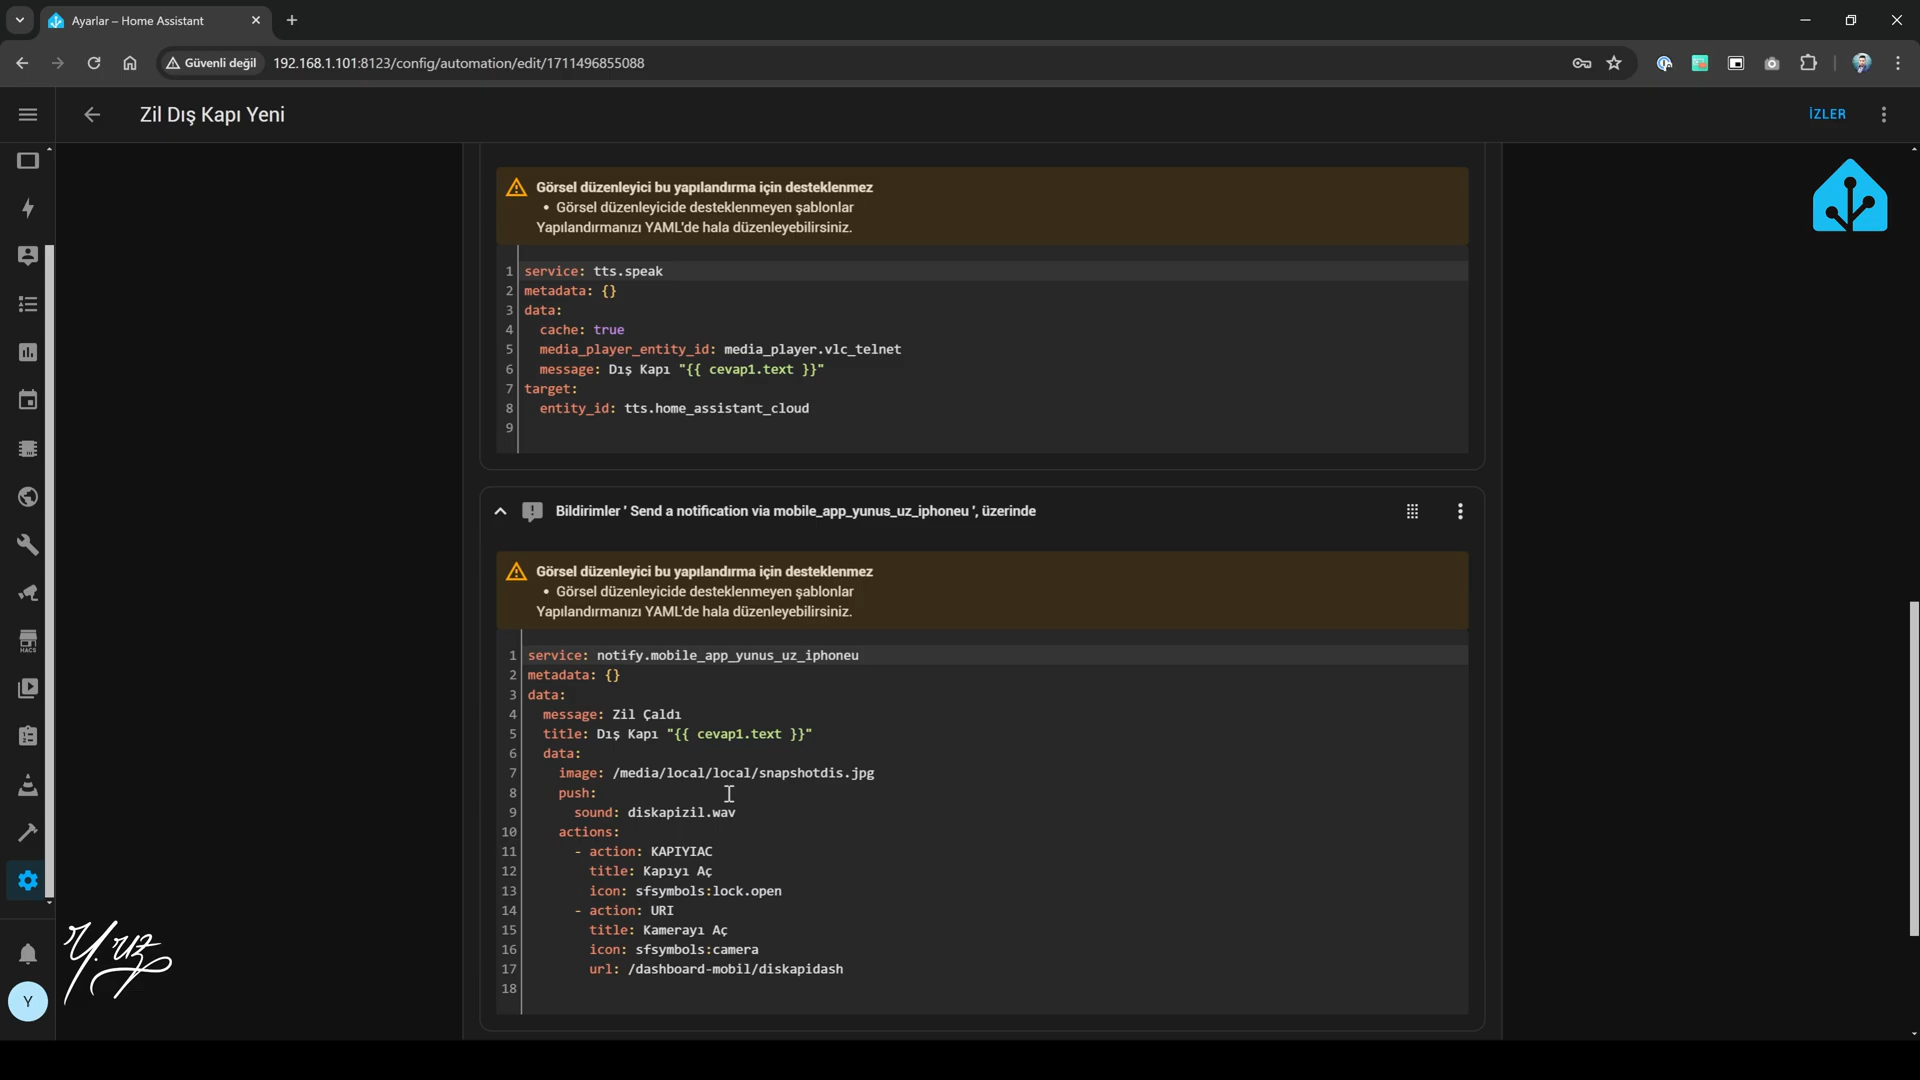 Ayarlar – Home Assistant
Güvenli değil
192.168.1.101:8123/config/automation/edit/1711496855088
Zil Dış Kapı Yeni
İZLER
Görsel düzenleyici bu yapılandırma için desteklenmez
• Görsel düzenleyicide desteklenmeyen şablonlar
Yapılandırmanızı YAML'de hala düzenleyebilirsiniz.
1 service: tts.speak
2 metadata: {}
3 data:
4 cache: true
5 media_player_entity_id: media_player.vlc_telnet
6 message: Dış Kapı "{{ cevap1.text }}"
7 target:
8 entity_id: tts.home_assistant_cloud
9
Bildirimler ' Send a notification via mobile_app_yunus_uz_iphoneu ', üzerinde
Görsel düzenleyici bu yapılandırma için desteklenmez
• Görsel düzenleyicide desteklenmeyen şablonlar
Yapılandırmanızı YAML'de hala düzenleyebilirsiniz.
1 service: notify.mobile_app_yunus_uz_iphoneu
2 metadata: {}
3 data:
4 message: Zil Çaldı
5 title: Dış Kapı "{{ cevap1.text }}"
6 data:
7 image: /media/local/local/snapshotdis.jpg
8 push:
9 sound: diskapizil.wav
10 actions:
11 - action: KAPIYIAC
12 title: Kapıyı Aç
13 icon: sfsymbols:lock.open
14 - action: URI
15 title: Kamerayı Aç
16 icon: sfsymbols:camera
17 url: /dashboard-mobil/diskapidash
18
HACS
Y.uz
Y